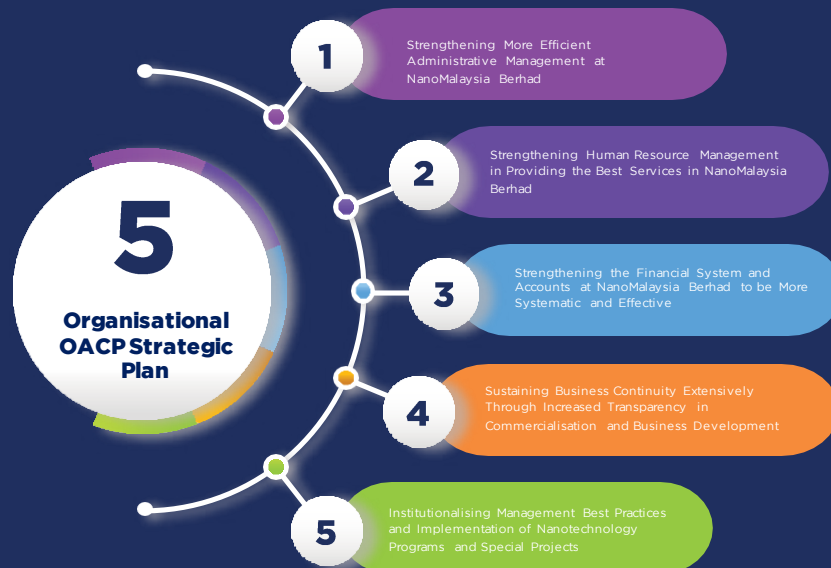 5
Organisational
OACP Strategic
Plan
1
Strengthening More Efficient
Administrative Management at
NanoMalaysia Berhad
2
Strengthening Human Resource Management
in Providing the Best Services in NanoMalaysia
Berhad
3
Strengthening the Financial System and
Accounts at NanoMalaysia Berhad to be More
Systematic and Effective
4
Sustaining Business Continuity Extensively
Through Increased Transparency in
Commercialisation and Business Development
5
Institutionalising Management Best Practices
and Implementation of Nanotechnology
Programs and Special Projects